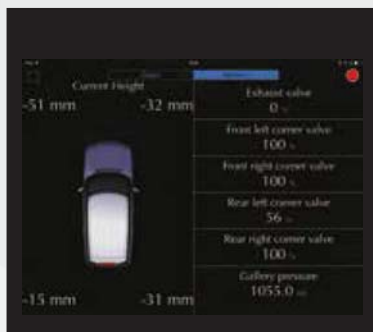 Current Height
-51 mm
-32 mm
-15 mm
-31 mm
Exhaust valve
0 %
Front left corner valve
100 %
Front right corner valve
100 %
Rear left corner valve
56 %
Rear right corner valve
100 %
Gallery pressure
1055.0